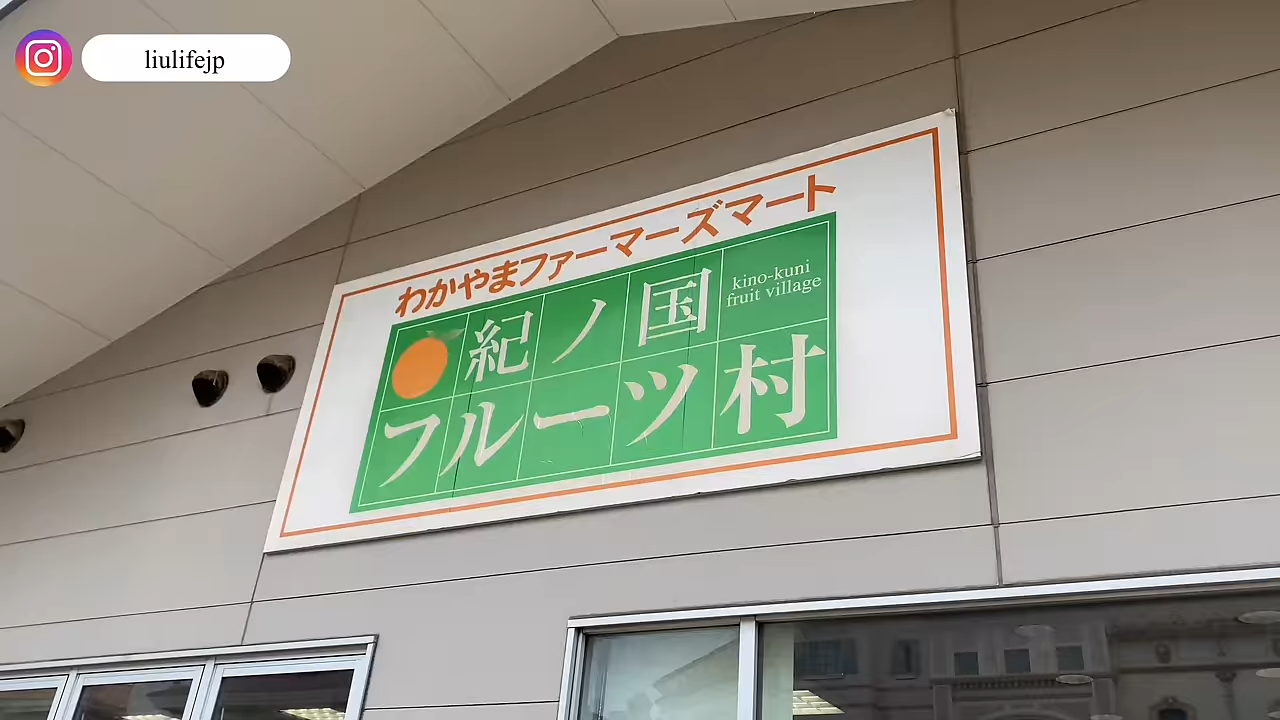 liulifejp
わかやまファーマーズマート
紀ノ国
kino-kuni
fruit village
フルーツ村